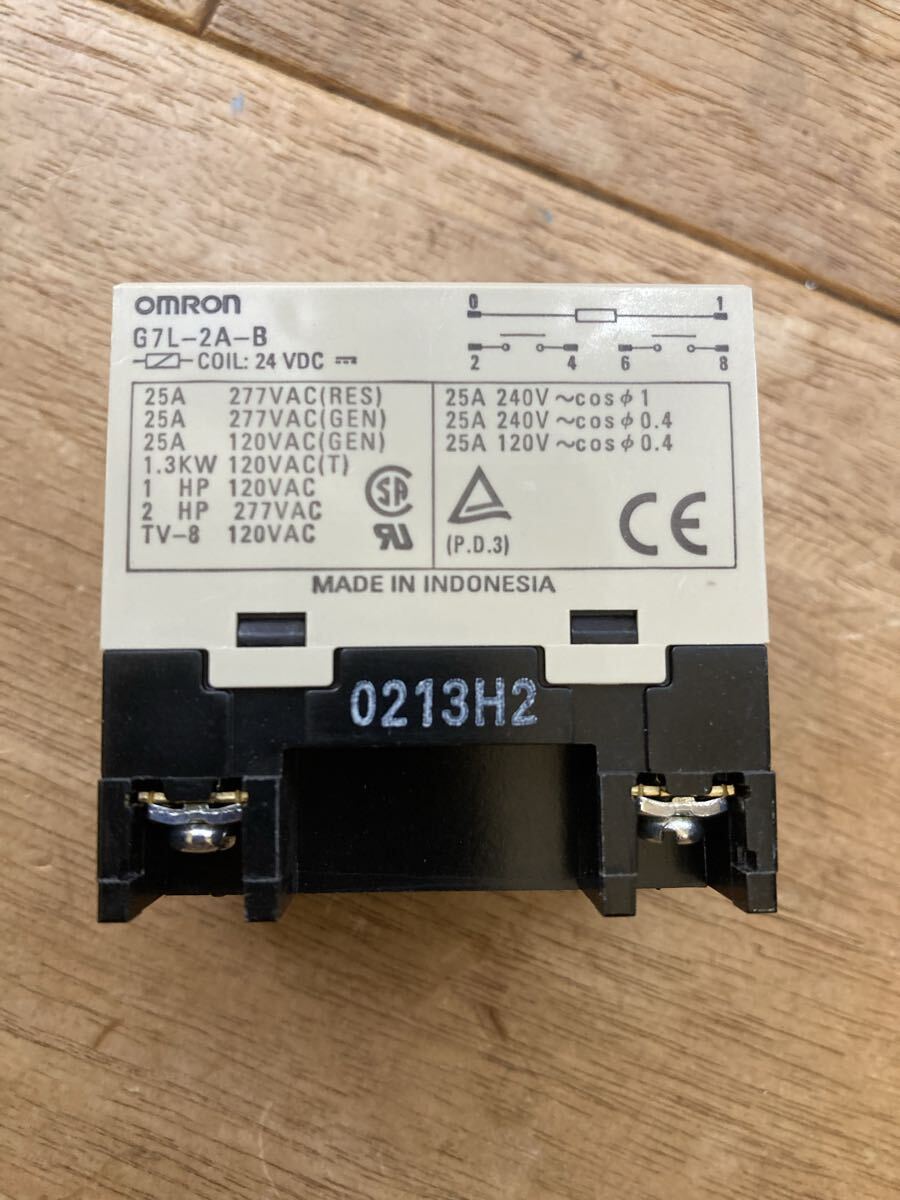 OMRON
G7L-2A-B
COIL: 24 VDC
0 1
2 4 6 8
25A 277VAC(RES)
25A 277VAC(GEN)
25A 120VAC(GEN)
1.3KW 120VAC(T)
1 HP 120VAC
2 HP 277VAC
TV-8 120VAC
SA
RU
25A 240V ~cosϕ1
25A 240V ~cosϕ0.4
25A 120V ~cosϕ0.4
(P.D.3)
CE
MADE IN INDONESIA
0213H2